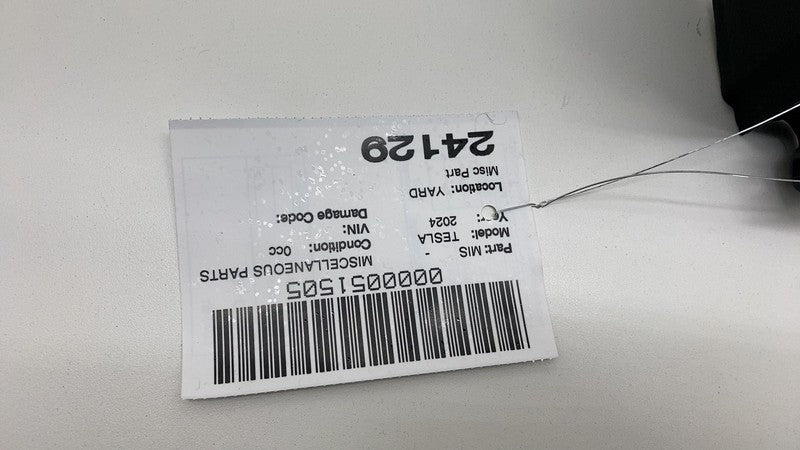 0000051505
Part: MIS - MISCELLANEOUS PARTS
Model: TESLA Condition: 0cc
Year: 2024 VIN:
Damage Code:
Location: YARD
Misc Part
24129